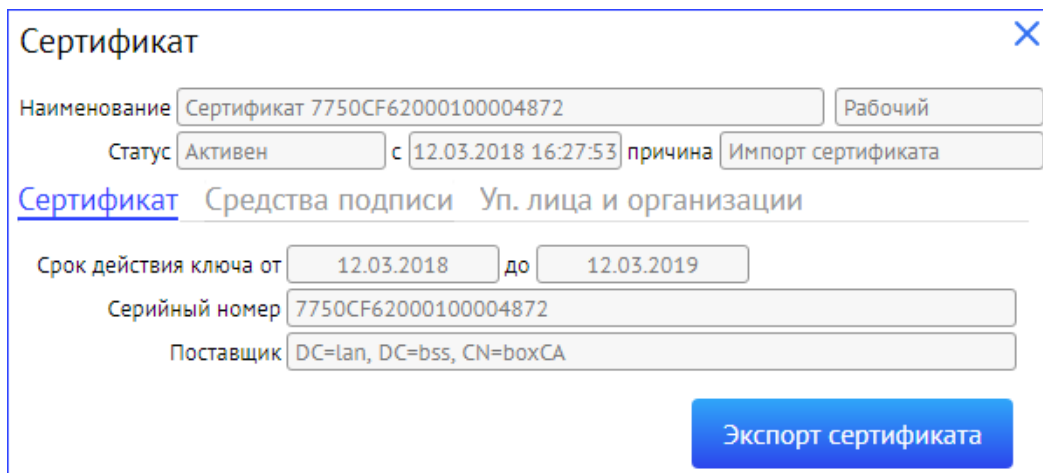 Сертификат
Наименование Сертификат 7750CF62000100004872 Рабочий
Статус Активен с 12.03.2018 16:27:53 причина Импорт сертификата
Сертификат Средства подписи Уп. лица и организации
Срок действия ключа от 12.03.2018 до 12.03.2019
Серийный номер 7750CF62000100004872
Поставщик DC=lan, DC=bss, CN=boxCA
Экспорт сертификата